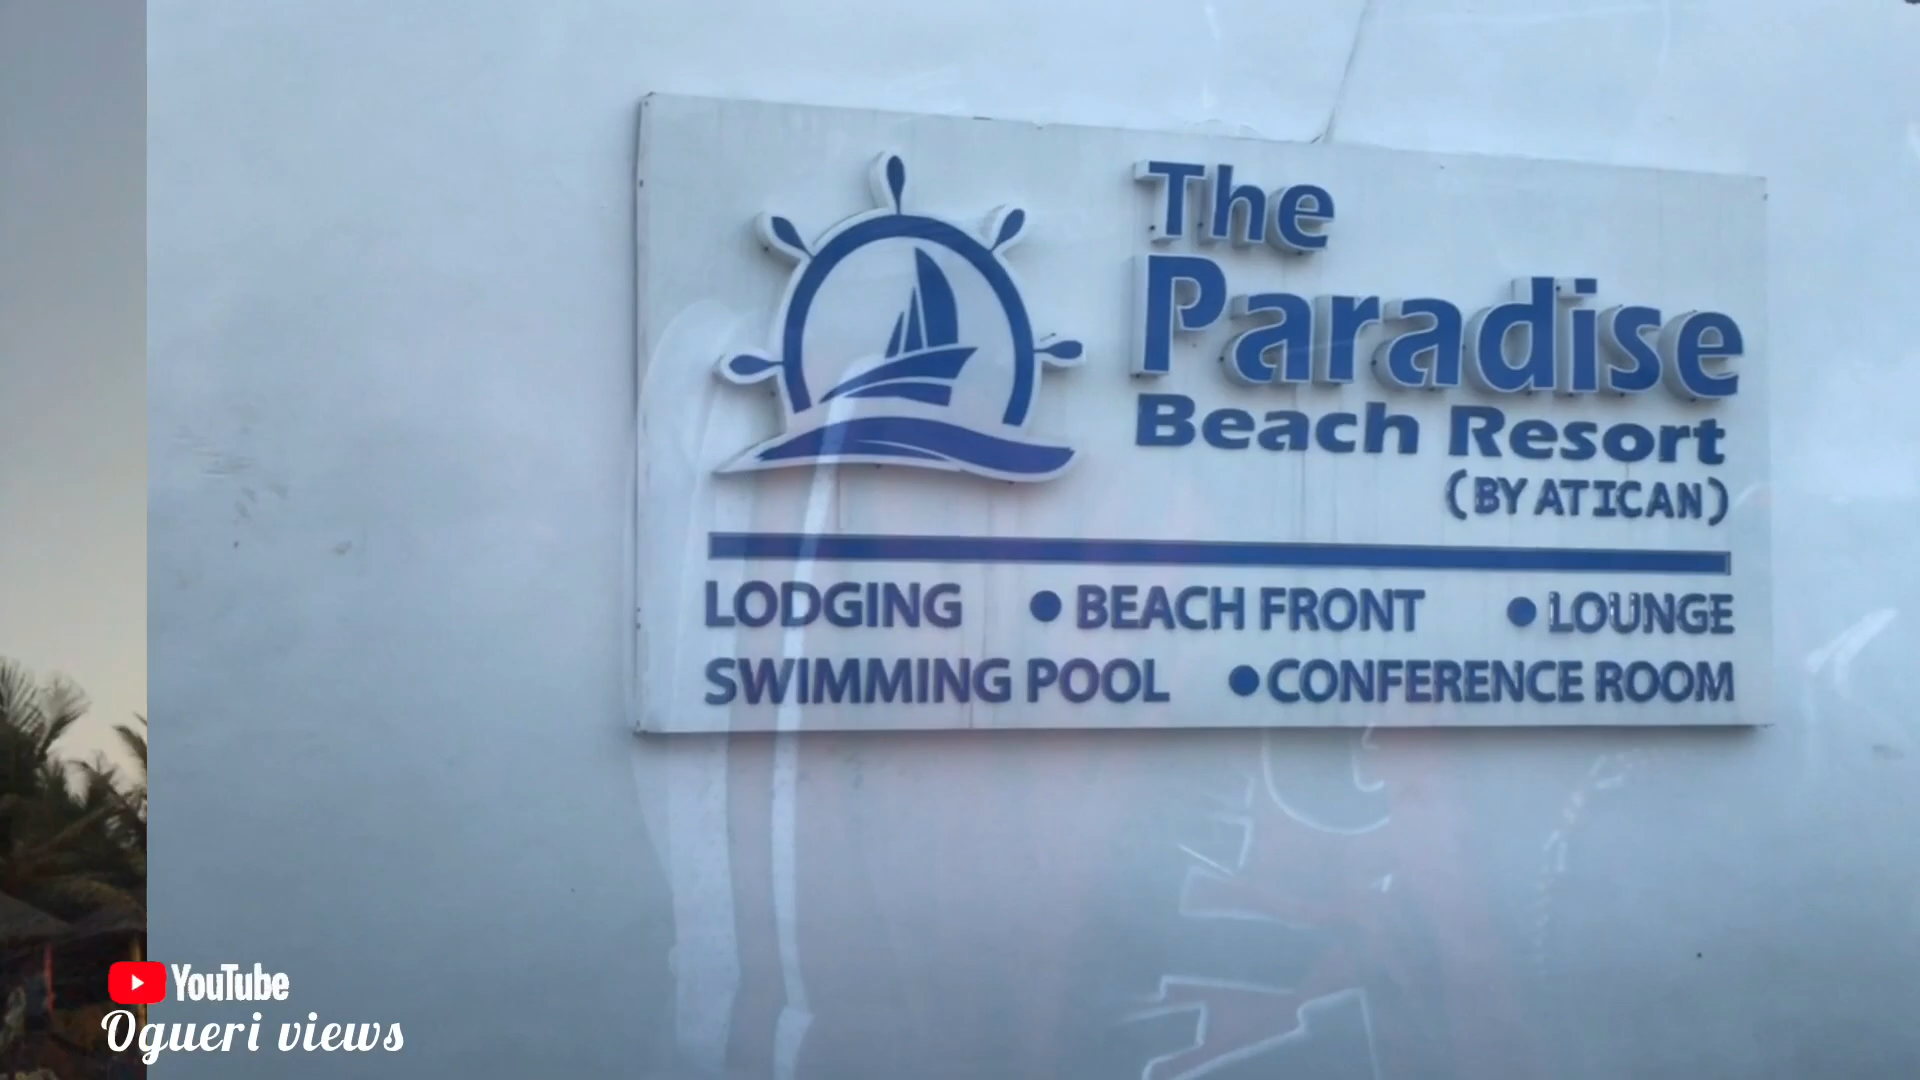 The
Paradise
Beach Resort
(BY ATICAN)
LODGING • BEACH FRONT • LOUNGE
SWIMMING POOL • CONFERENCE ROOM
YouTube
Ogueri views